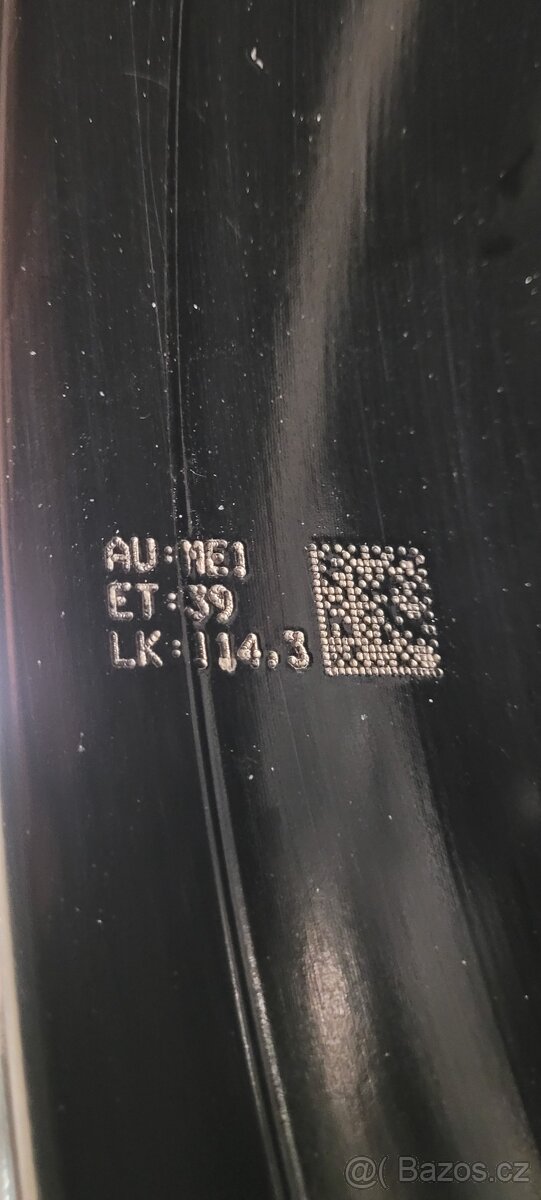 AU:ME1
ET:39
LK:114.3
@( Bazos.cz